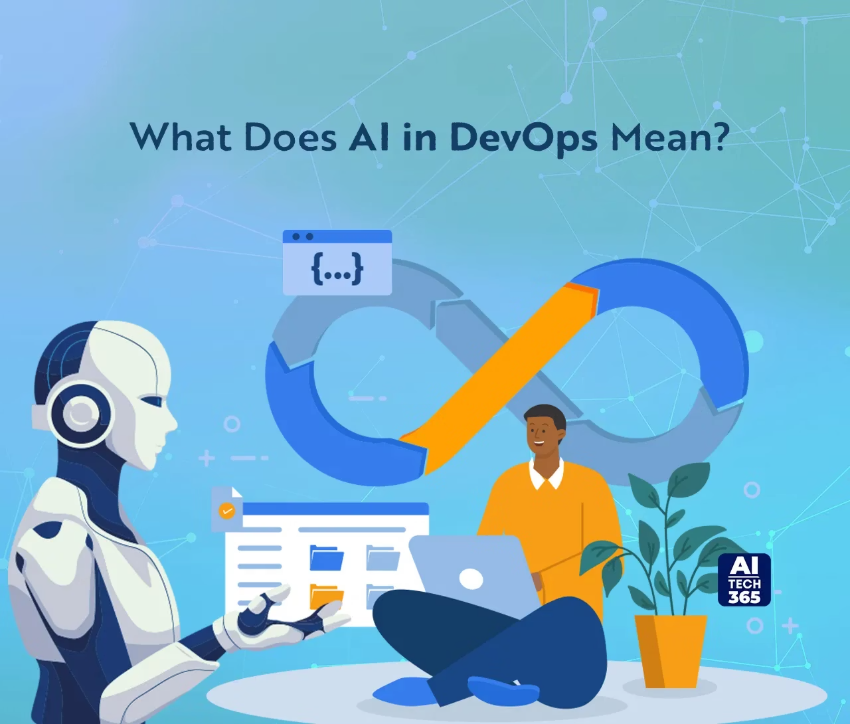 What Does AI in DevOps Mean?
{...}
AI
TECH
365